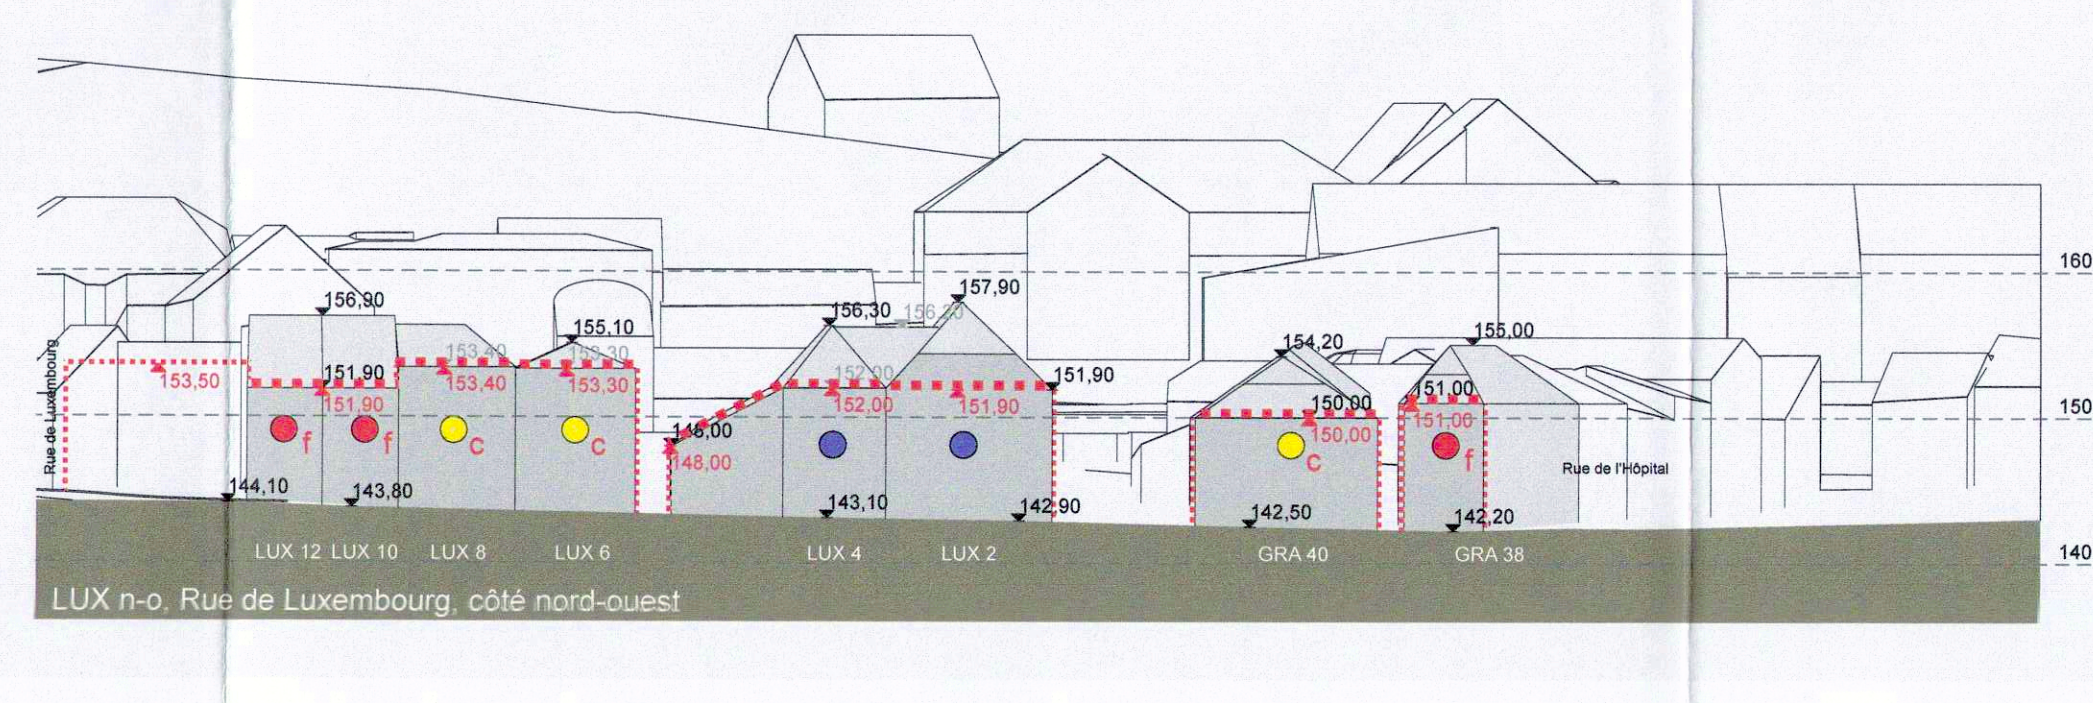 160
157,90
156,90
156,30
156,20
155,10
155,00
154,20
153,40
153,30
152,00
153,50
151,90
151,90
153,40
153,30
152,00
151,90
151,90
151,00
151,00
150,00
150,00
150
148,00
148,00
f
f
c
c
c
f
Rue de Luxembourg
Rue de l'Hôpital
144,10
143,80
143,10
142,90
142,50
142,20
LUX 12
LUX 10
LUX 8
LUX 6
LUX 4
LUX 2
GRA 40
GRA 38
140
LUX n-o, Rue de Luxembourg, côté nord-ouest